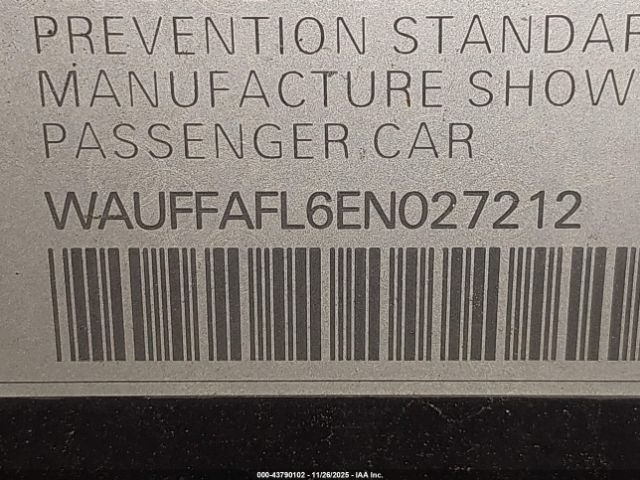 PREVENTION STANDAR
MANUFACTURE SHOW
PASSENGER CAR
WAUFFAFL6EN027212
000-43790102 - 11/26/2025 - IAA Inc.